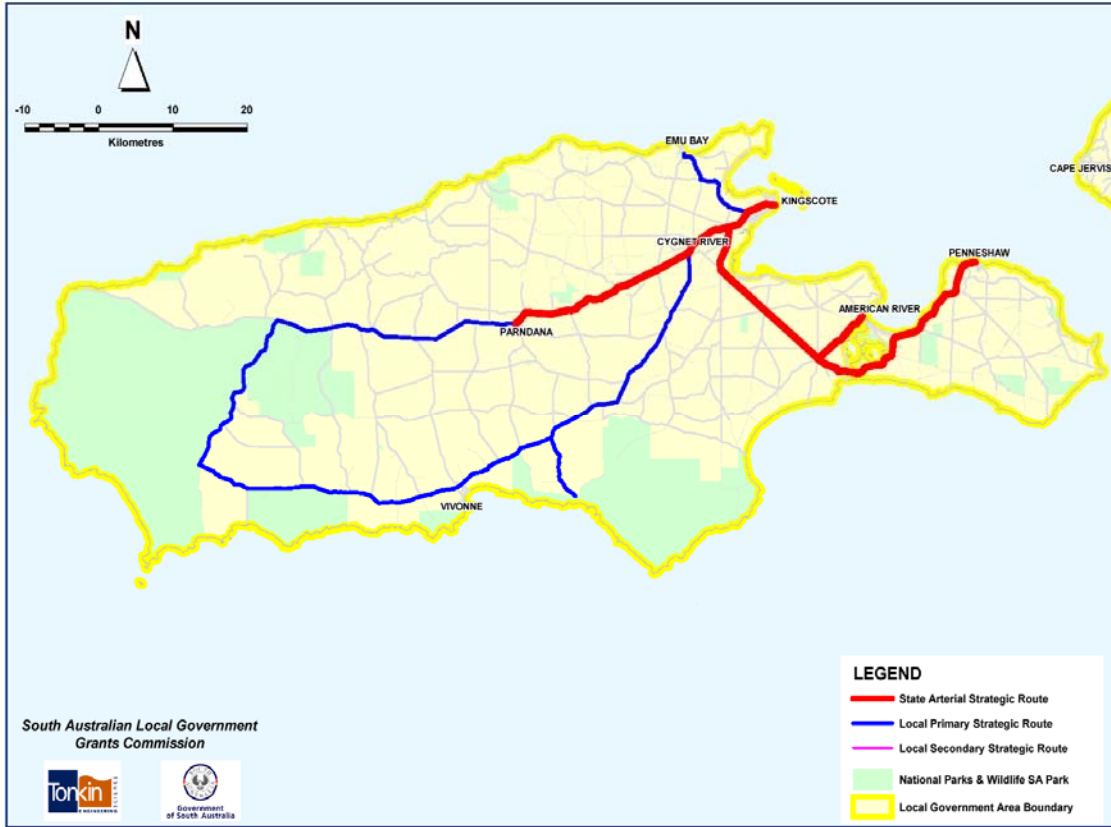 N
-10 0 10 20
Kilometres
EMU BAY
CAPE JERVIS
KINGSCOTE
CYGNET RIVER
PENNESHAW
AMERICAN RIVER
PARNDANA
VIVONNE
LEGEND
State Arterial Strategic Route
Local Primary Strategic Route
Local Secondary Strategic Route
National Parks & Wildlife SA Park
Local Government Area Boundary
South Australian Local Government
Grants Commission
Tonkin
ENGINEERING
Government
of South Australia